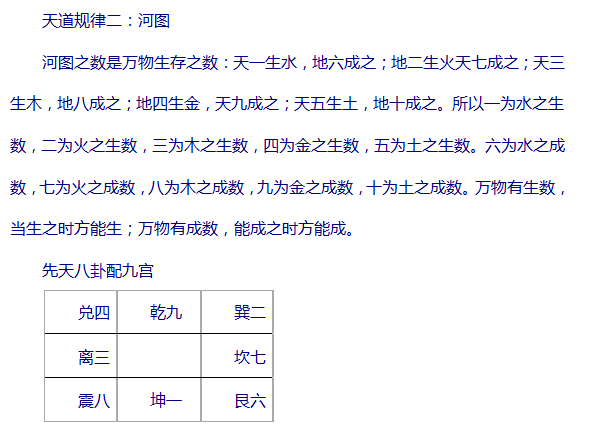 天道规律二：河图
河图之数是万物生存之数：天一生水，地六成之；地二生火天七成之；天三
生木，地八成之；地四生金，天九成之；天五生土，地十成之。所以一为水之生
数，二为火之生数，三为木之生数，四为金之生数，五为土之生数。六为水之成
数，七为火之成数，八为木之成数，九为金之成数，十为土之成数。万物有生数，
当生之时方能生；万物有成数，能成之时方能成。
先天八卦配九宫
兑四 乾九 巽二
离三 坎七
震八 坤一 艮六